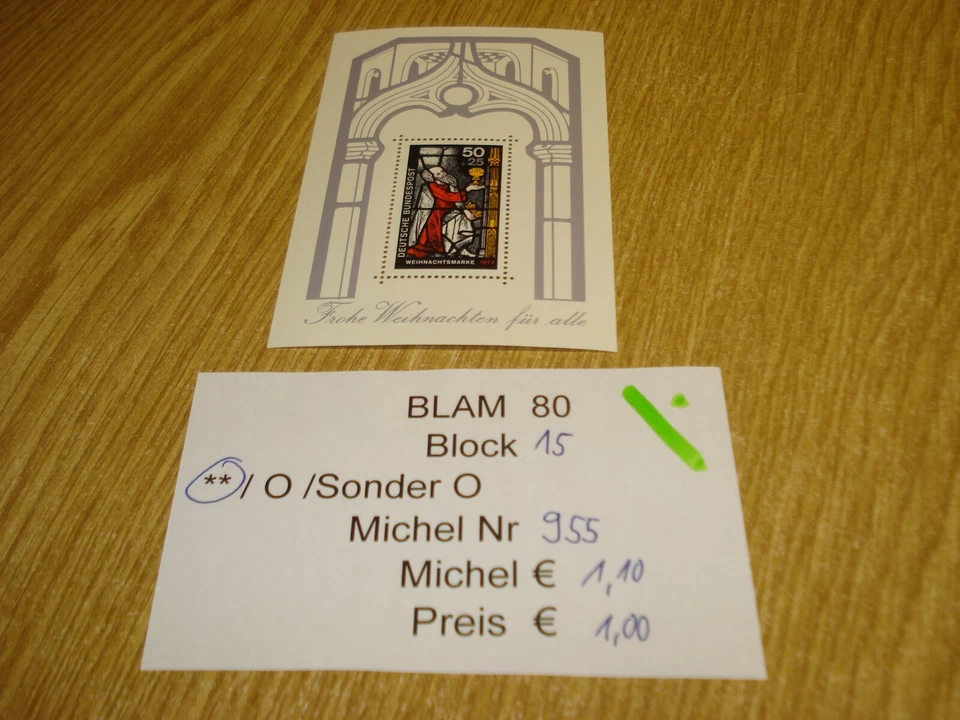 50
+25
DEUTSCHE BUNDESPOST
WEIHNACHTSMARKE 1977
Frohe Weihnachten für alle
BLAM 80
Block 15
** / O /Sonder O
Michel Nr 955
Michel € 1,10
Preis € 1,00